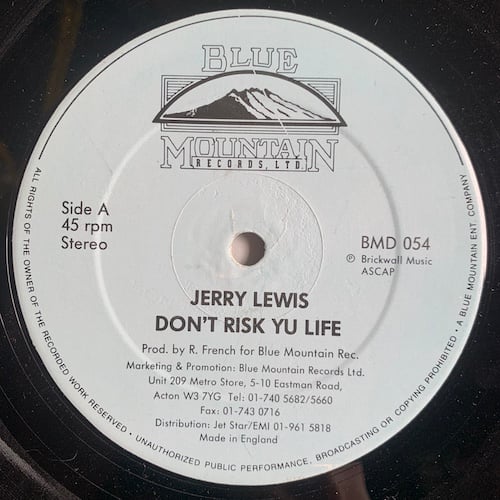 BLUE
MOUNTAIN
RECORDS, LTD.
Side A
45 rpm
Stereo
BMD 054
℗ Brickwall Music
ASCAP
JERRY LEWIS
DON'T RISK YU LIFE
Prod. by R. French for Blue Mountain Rec.
Marketing & Promotion: Blue Mountain Records Ltd.
Unit 209 Metro Store, 5-10 Eastman Road,
Acton W3 7YG Tel: 01-740 5682/5660
Fax: 01-743 0716
Distribution: Jet Star/EMI 01-961 5818
Made in England
ALL RIGHTS OF THE OWNER OF THE RECORDED WORK RESERVED • UNAUTHORIZED PUBLIC PERFORMANCE, BROADCASTING OR COPYING PROHIBITED • A BLUE MOUNTAIN ENT. COMPANY